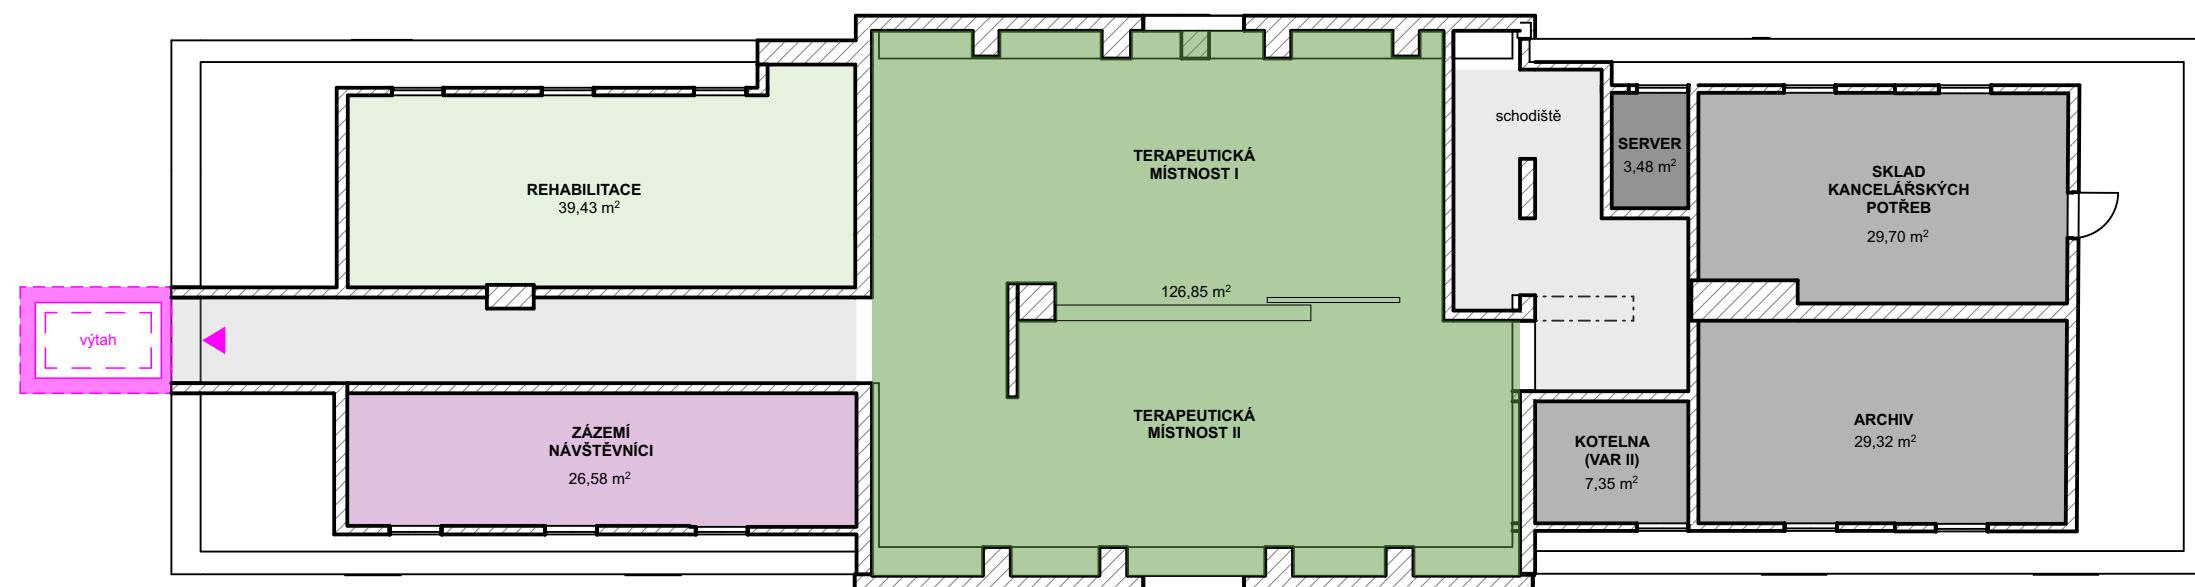 REHABILITACE
39,43 m²
výtah
ZÁZEMÍ
NÁVŠTĚVNÍCI
26,58 m²
TERAPEUTICKÁ
MÍSTNOST I
126,85 m²
TERAPEUTICKÁ
MÍSTNOST II
schodiště
SERVER
3,48 m²
SKLAD
KANCELÁŘSKÝCH
POTŘEB
29,70 m²
KOTELNA
(VAR II)
7,35 m²
ARCHIV
29,32 m²